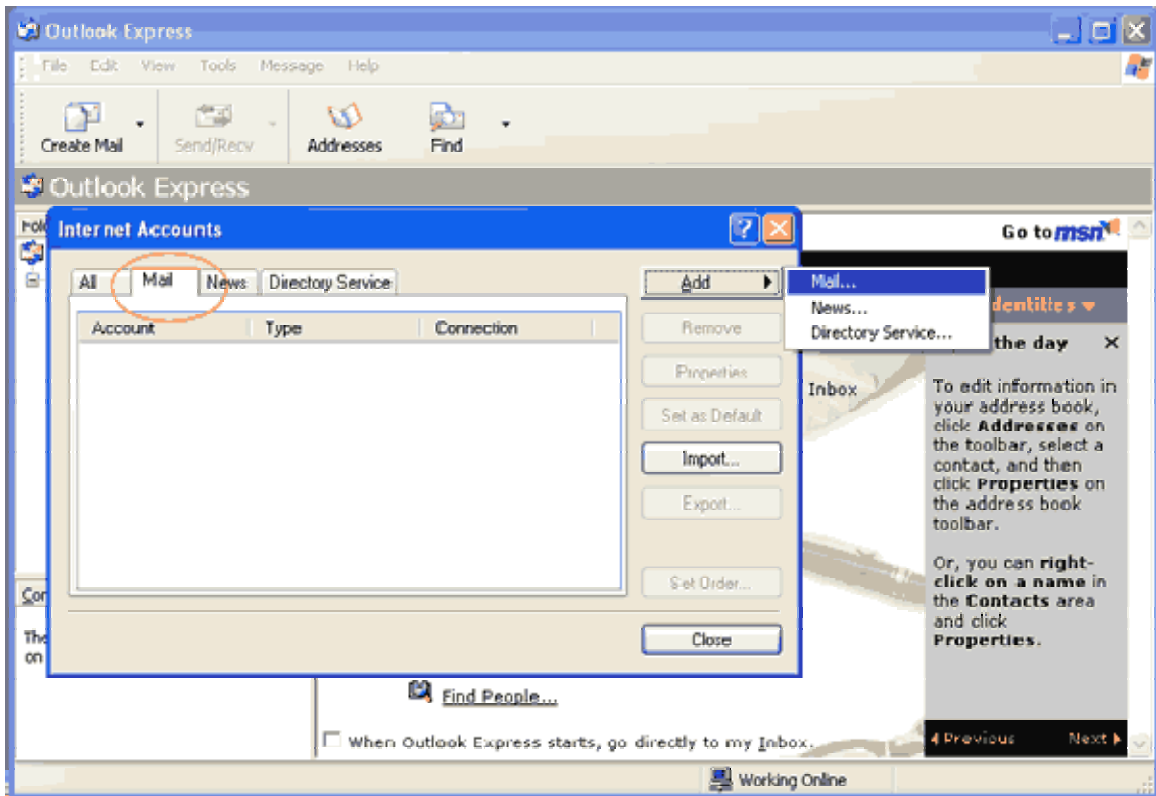 Outlook Express
File Edit View Tools Message Help
Create Mail Send/Recv Addresses Find
Outlook Express
Internet Accounts
Go to msn
All Mail News Directory Service
Add
Mail...
News...
Directory Service...
Account Type Connection
Remove
Properties
Set as Default
Import...
Export...
Set Order...
Close
Inbox
Identities
the day
To edit information in
your address book,
click Addresses on
the toolbar, select a
contact, and then
click Properties on
the address book
toolbar.
Or, you can right-
click on a name in
the Contacts area
and click
Properties.
The
on
Find People...
When Outlook Express starts, go directly to my Inbox.
Previous Next
Working Online